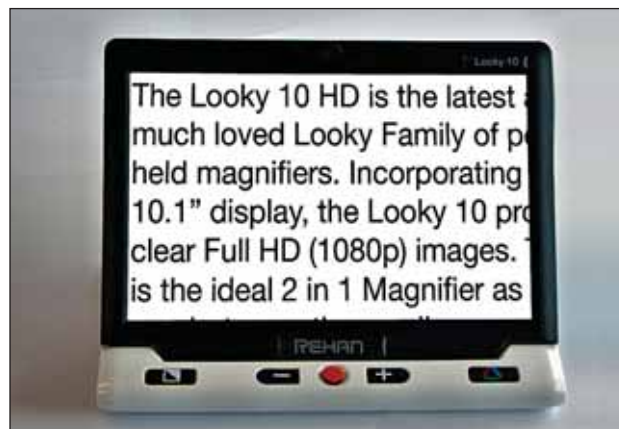 Looky 10
The Looky 10 HD is the latest a
much loved Looky Family of po
held magnifiers. Incorporating
10.1” display, the Looky 10 pro
clear Full HD (1080p) images. T
is the ideal 2 in 1 Magnifier as
REHAN